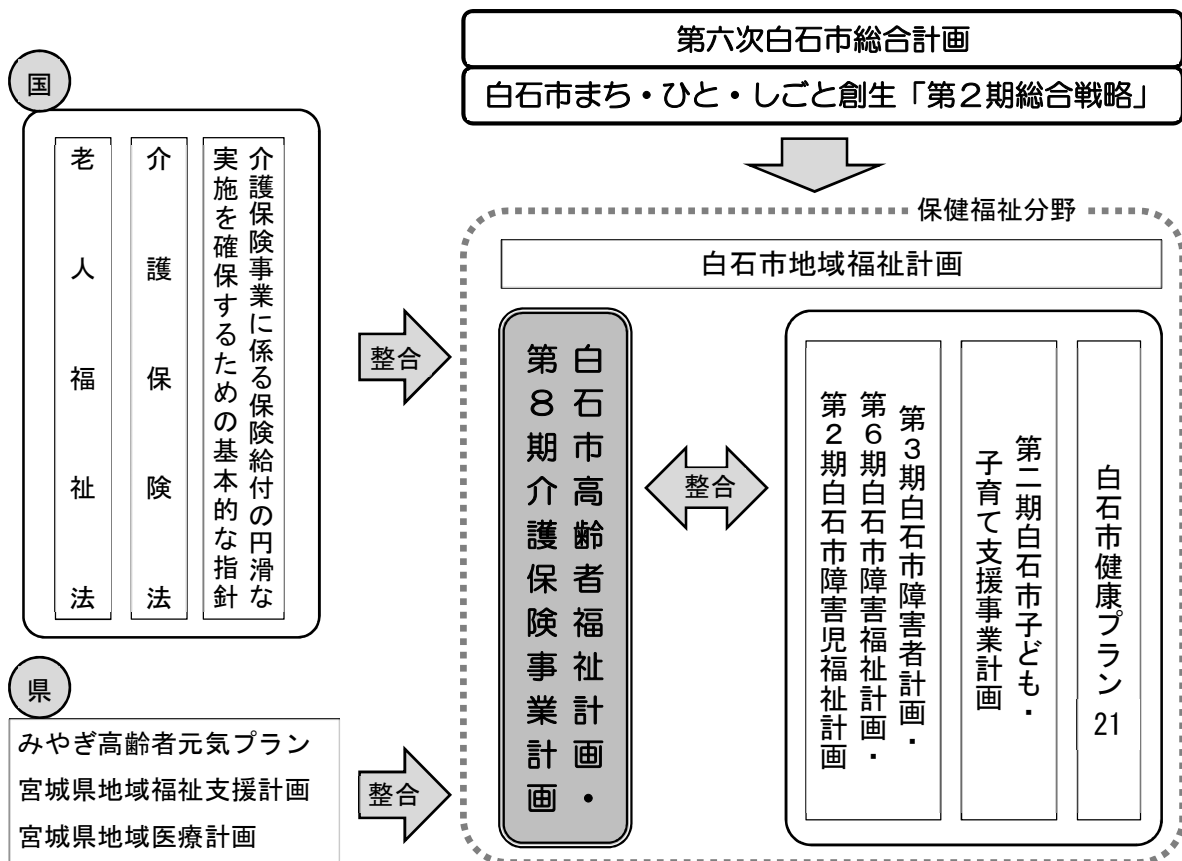 第六次白石市総合計画
白石市まち・ひと・しごと創生「第２期総合戦略」
国
介護保険事業に係る保険給付の円滑な
実施を確保するための基本的な指針
介護保険法
老人福祉法
整合
保健福祉分野
白石市地域福祉計画
白石市高齢者福祉計画・
第８期介護保険事業計画
整合
白石市健康プラン21
第二期白石市子ども・
子育て支援事業計画
第３期白石市障害者計画・
第６期白石市障害福祉計画・
第２期白石市障害児福祉計画
県
みやぎ高齢者元気プラン
宮城県地域福祉支援計画
宮城県地域医療計画
整合